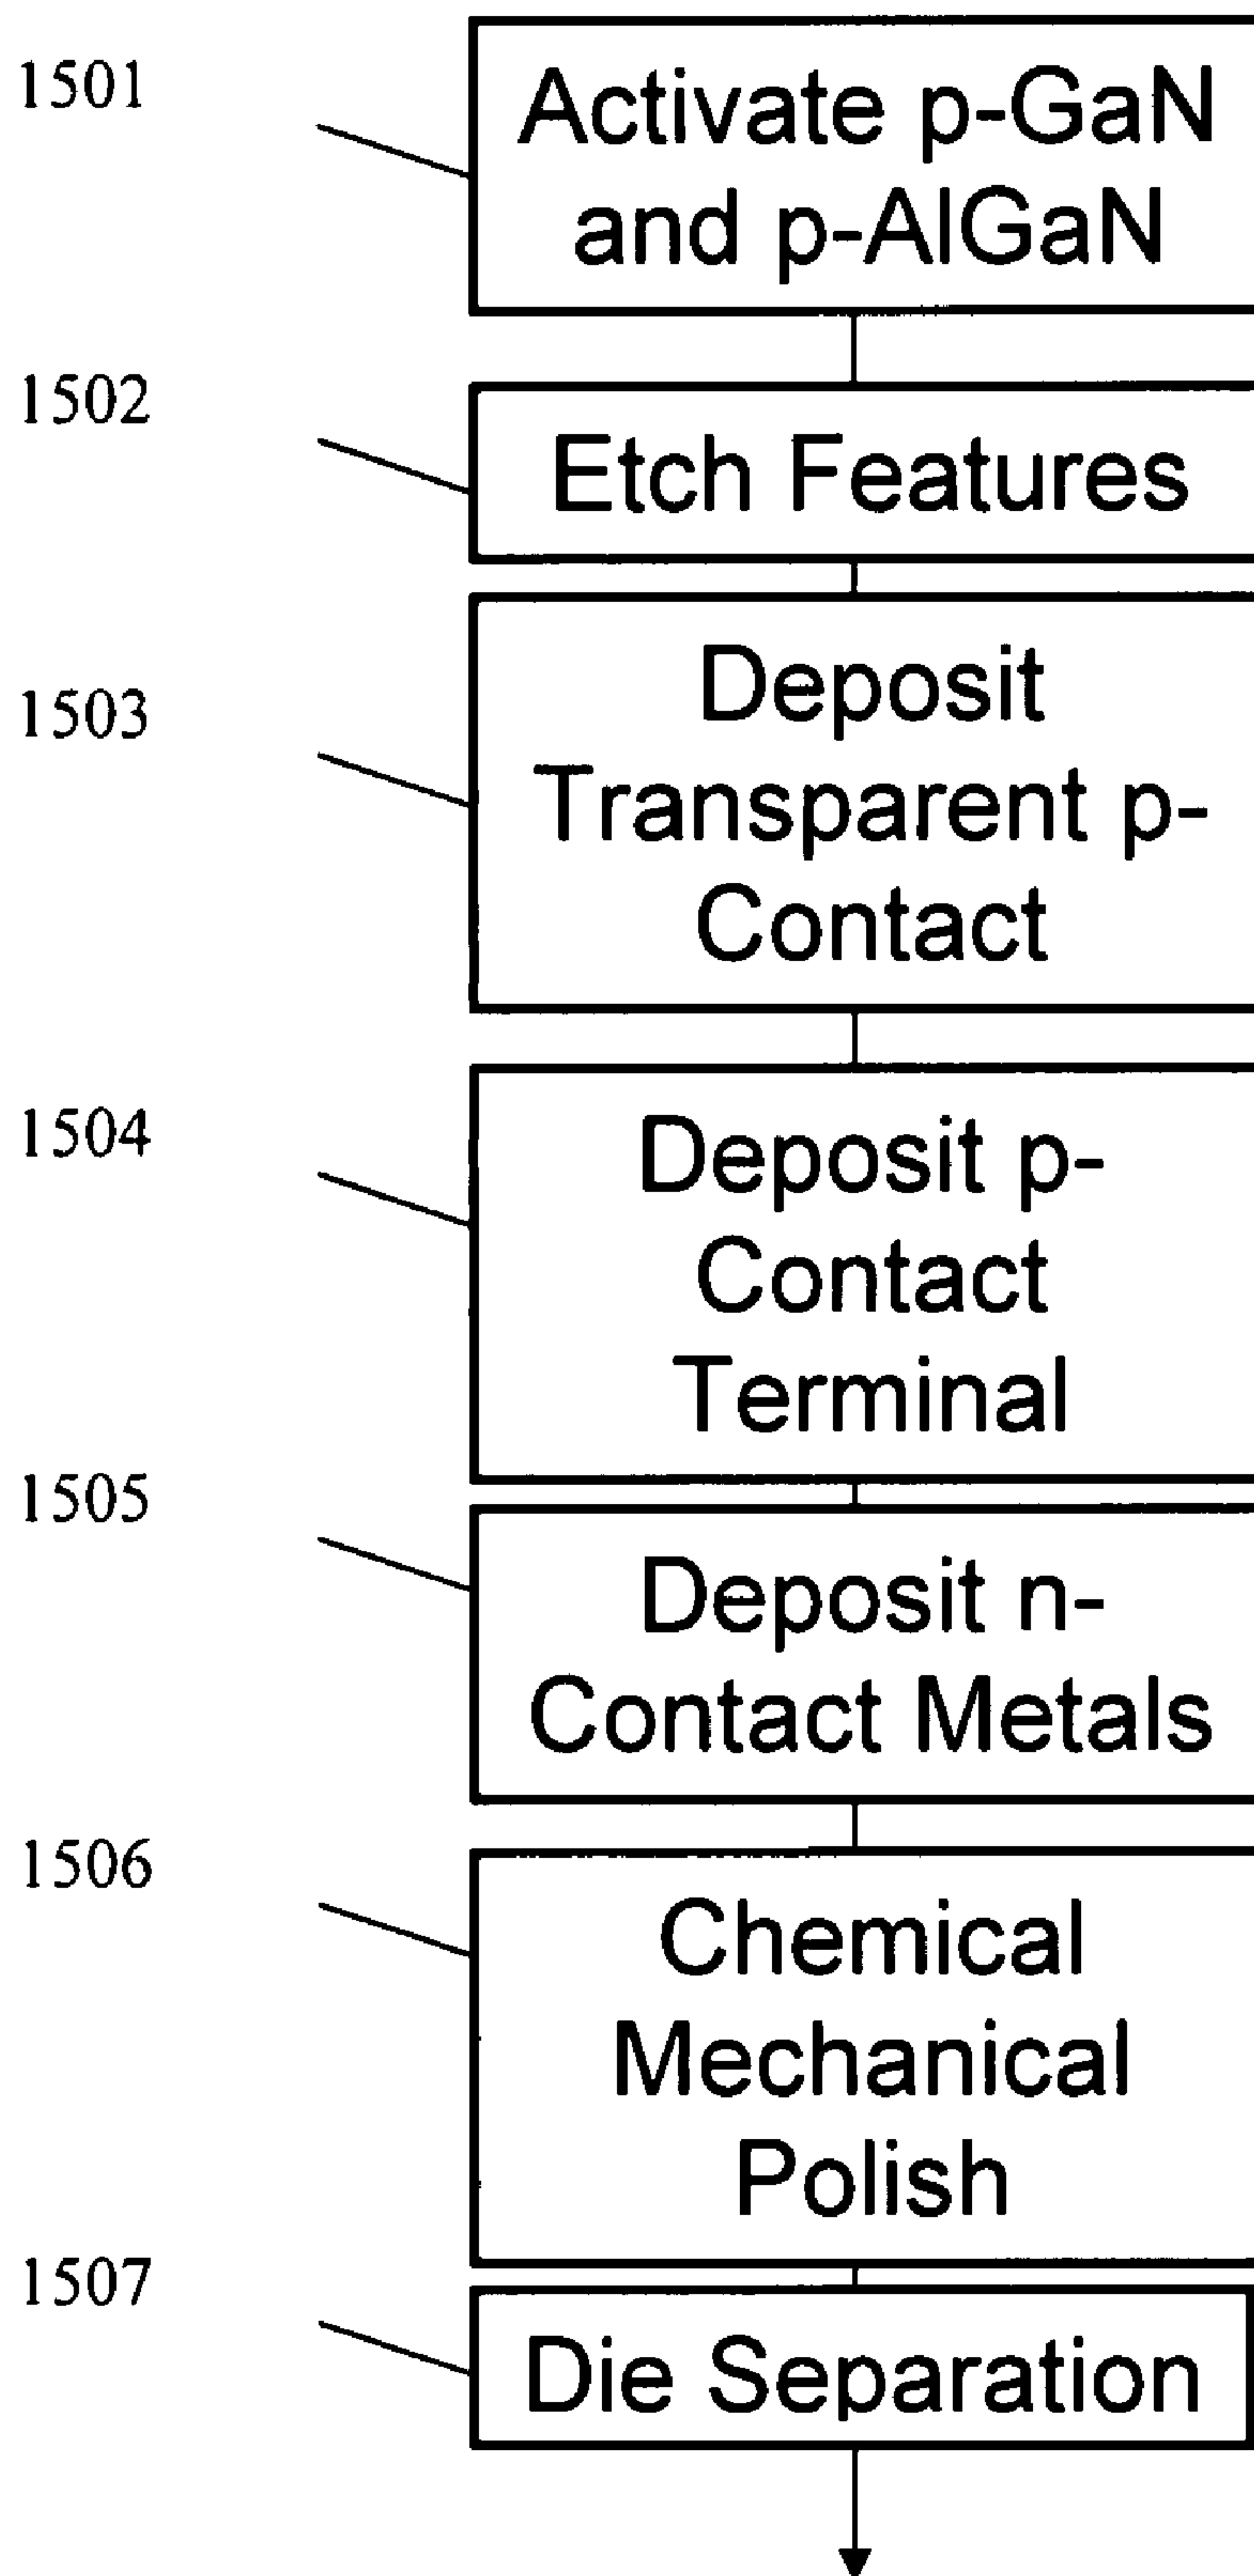 1501
Activate p-GaN
and p-AlGaN
1502
Etch Features
1503
Deposit
Transparent p-
Contact
1504
Deposit p-
Contact
Terminal
1505
Deposit n-
Contact Metals
1506
Chemical
Mechanical
Polish
1507
Die Separation